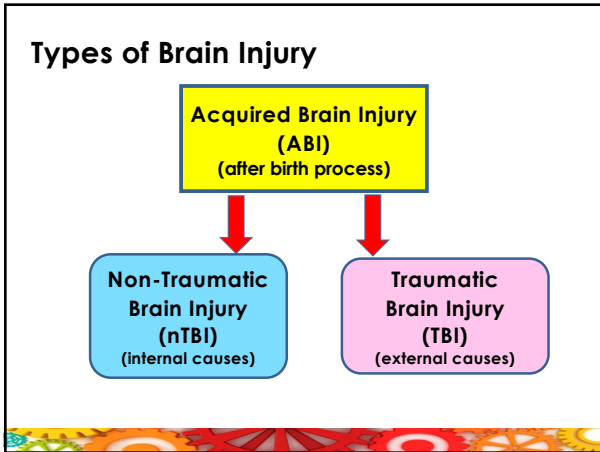 Types of Brain Injury
Acquired Brain Injury
(ABI)
(after birth process)
Non-Traumatic
Brain Injury
(nTBI)
(internal causes)
Traumatic
Brain Injury
(TBI)
(external causes)